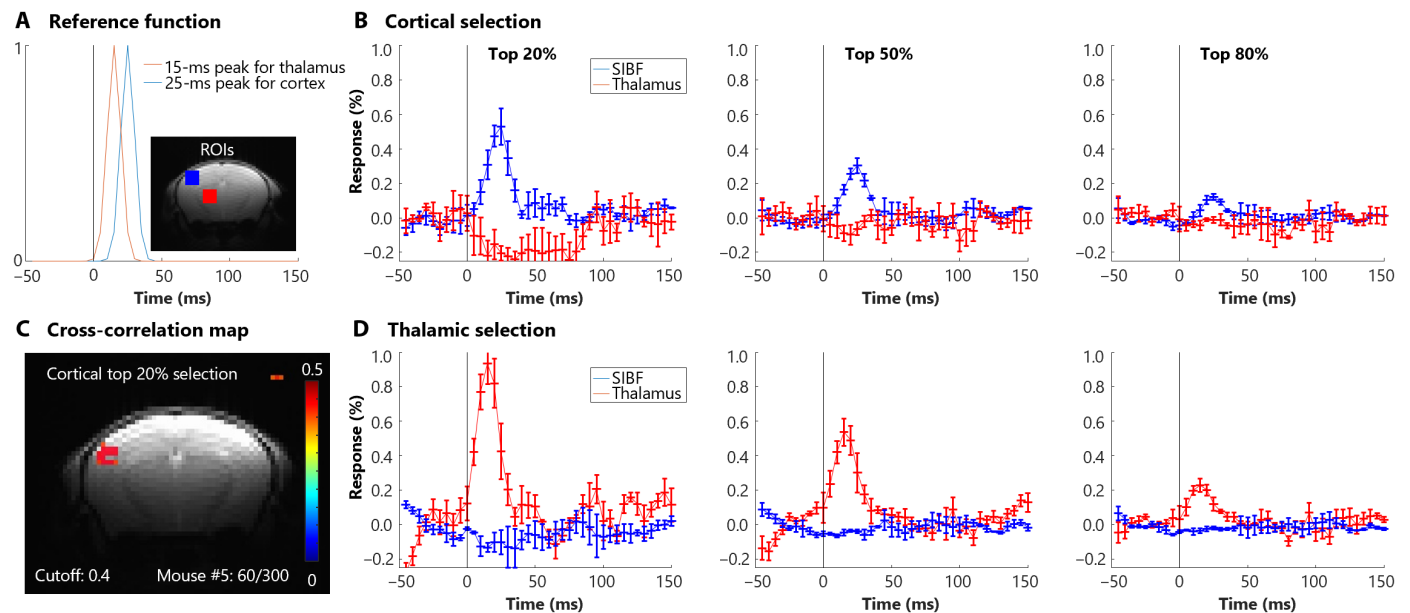 A Reference function
1
15-ms peak for thalamus
25-ms peak for cortex
ROIs
0
−50 0 50 100 150
Time (ms)
B Cortical selection
Top 20%
SIBF
Thalamus
Response (%)
1.0
0.8
0.6
0.4
0.2
0.0
−0.2
−50 0 50 100 150
Time (ms)
Top 50%
1.0
0.8
0.6
0.4
0.2
0.0
−0.2
−50 0 50 100 150
Time (ms)
Top 80%
1.0
0.8
0.6
0.4
0.2
0.0
−0.2
−50 0 50 100 150
Time (ms)
C Cross-correlation map
Cortical top 20% selection
0.5
0
Cutoff: 0.4 Mouse #5: 60/300
D Thalamic selection
SIBF
Thalamus
Response (%)
1.0
0.8
0.6
0.4
0.2
0.0
−0.2
−50 0 50 100 150
Time (ms)
1.0
0.8
0.6
0.4
0.2
0.0
−0.2
−50 0 50 100 150
Time (ms)
1.0
0.8
0.6
0.4
0.2
0.0
−0.2
−50 0 50 100 150
Time (ms)